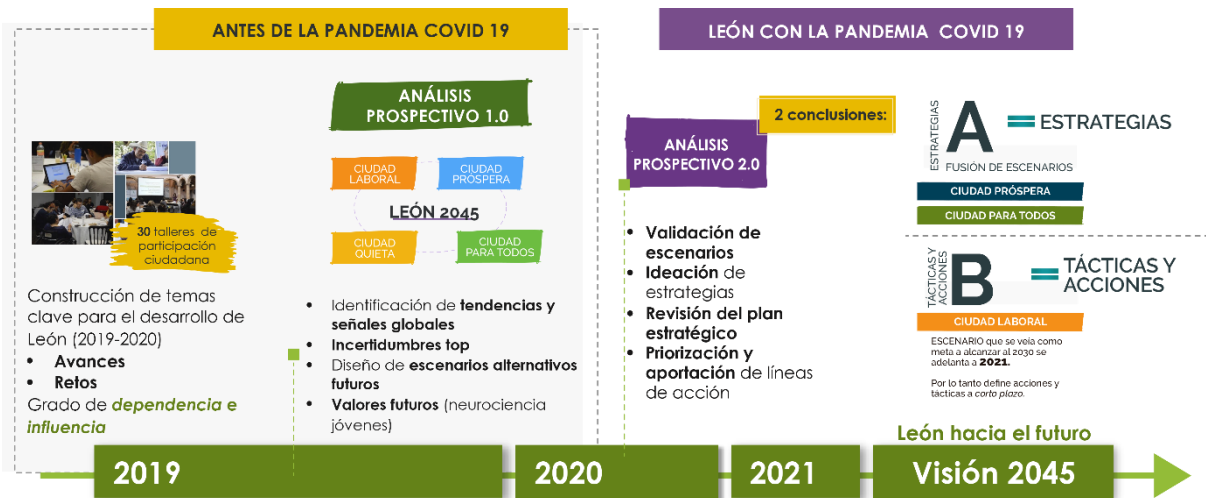 ANTES DE LA PANDEMIA COVID 19
30 talleres de
participación
ciudadana
Construcción de temas
clave para el desarrollo de
León (2019-2020)
• Avances
• Retos
Grado de dependencia e
influencia
ANÁLISIS
PROSPECTIVO 1.0
CIUDAD
LABORAL
CIUDAD
PRÓSPERA
LEÓN 2045
CIUDAD
QUIETA
CIUDAD
PARA TODOS
• Identificación de tendencias y
señales globales
• Incertidumbres top
• Diseño de escenarios alternativos
futuros
• Valores futuros (neurociencia
jóvenes)
LEÓN CON LA PANDEMIA COVID 19
ANÁLISIS
PROSPECTIVO 2.0
2 conclusiones:
• Validación de
escenarios
• Ideación de
estrategias
• Revisión del plan
estratégico
• Priorización y
aportación de líneas
de acción
ESTRATEGIAS
A = ESTRATEGIAS
FUSIÓN DE ESCENARIOS
CIUDAD PRÓSPERA
CIUDAD PARA TODOS
TÁCTICAS Y
ACCIONES
B = TÁCTICAS Y
ACCIONES
CIUDAD LABORAL
ESCENARIO que se veía como
meta a alcanzar al 2030 se
adelanta a 2021.
Por lo tanto define acciones y
tácticas a corto plazo.
León hacia el futuro
2019
2020
2021
Visión 2045